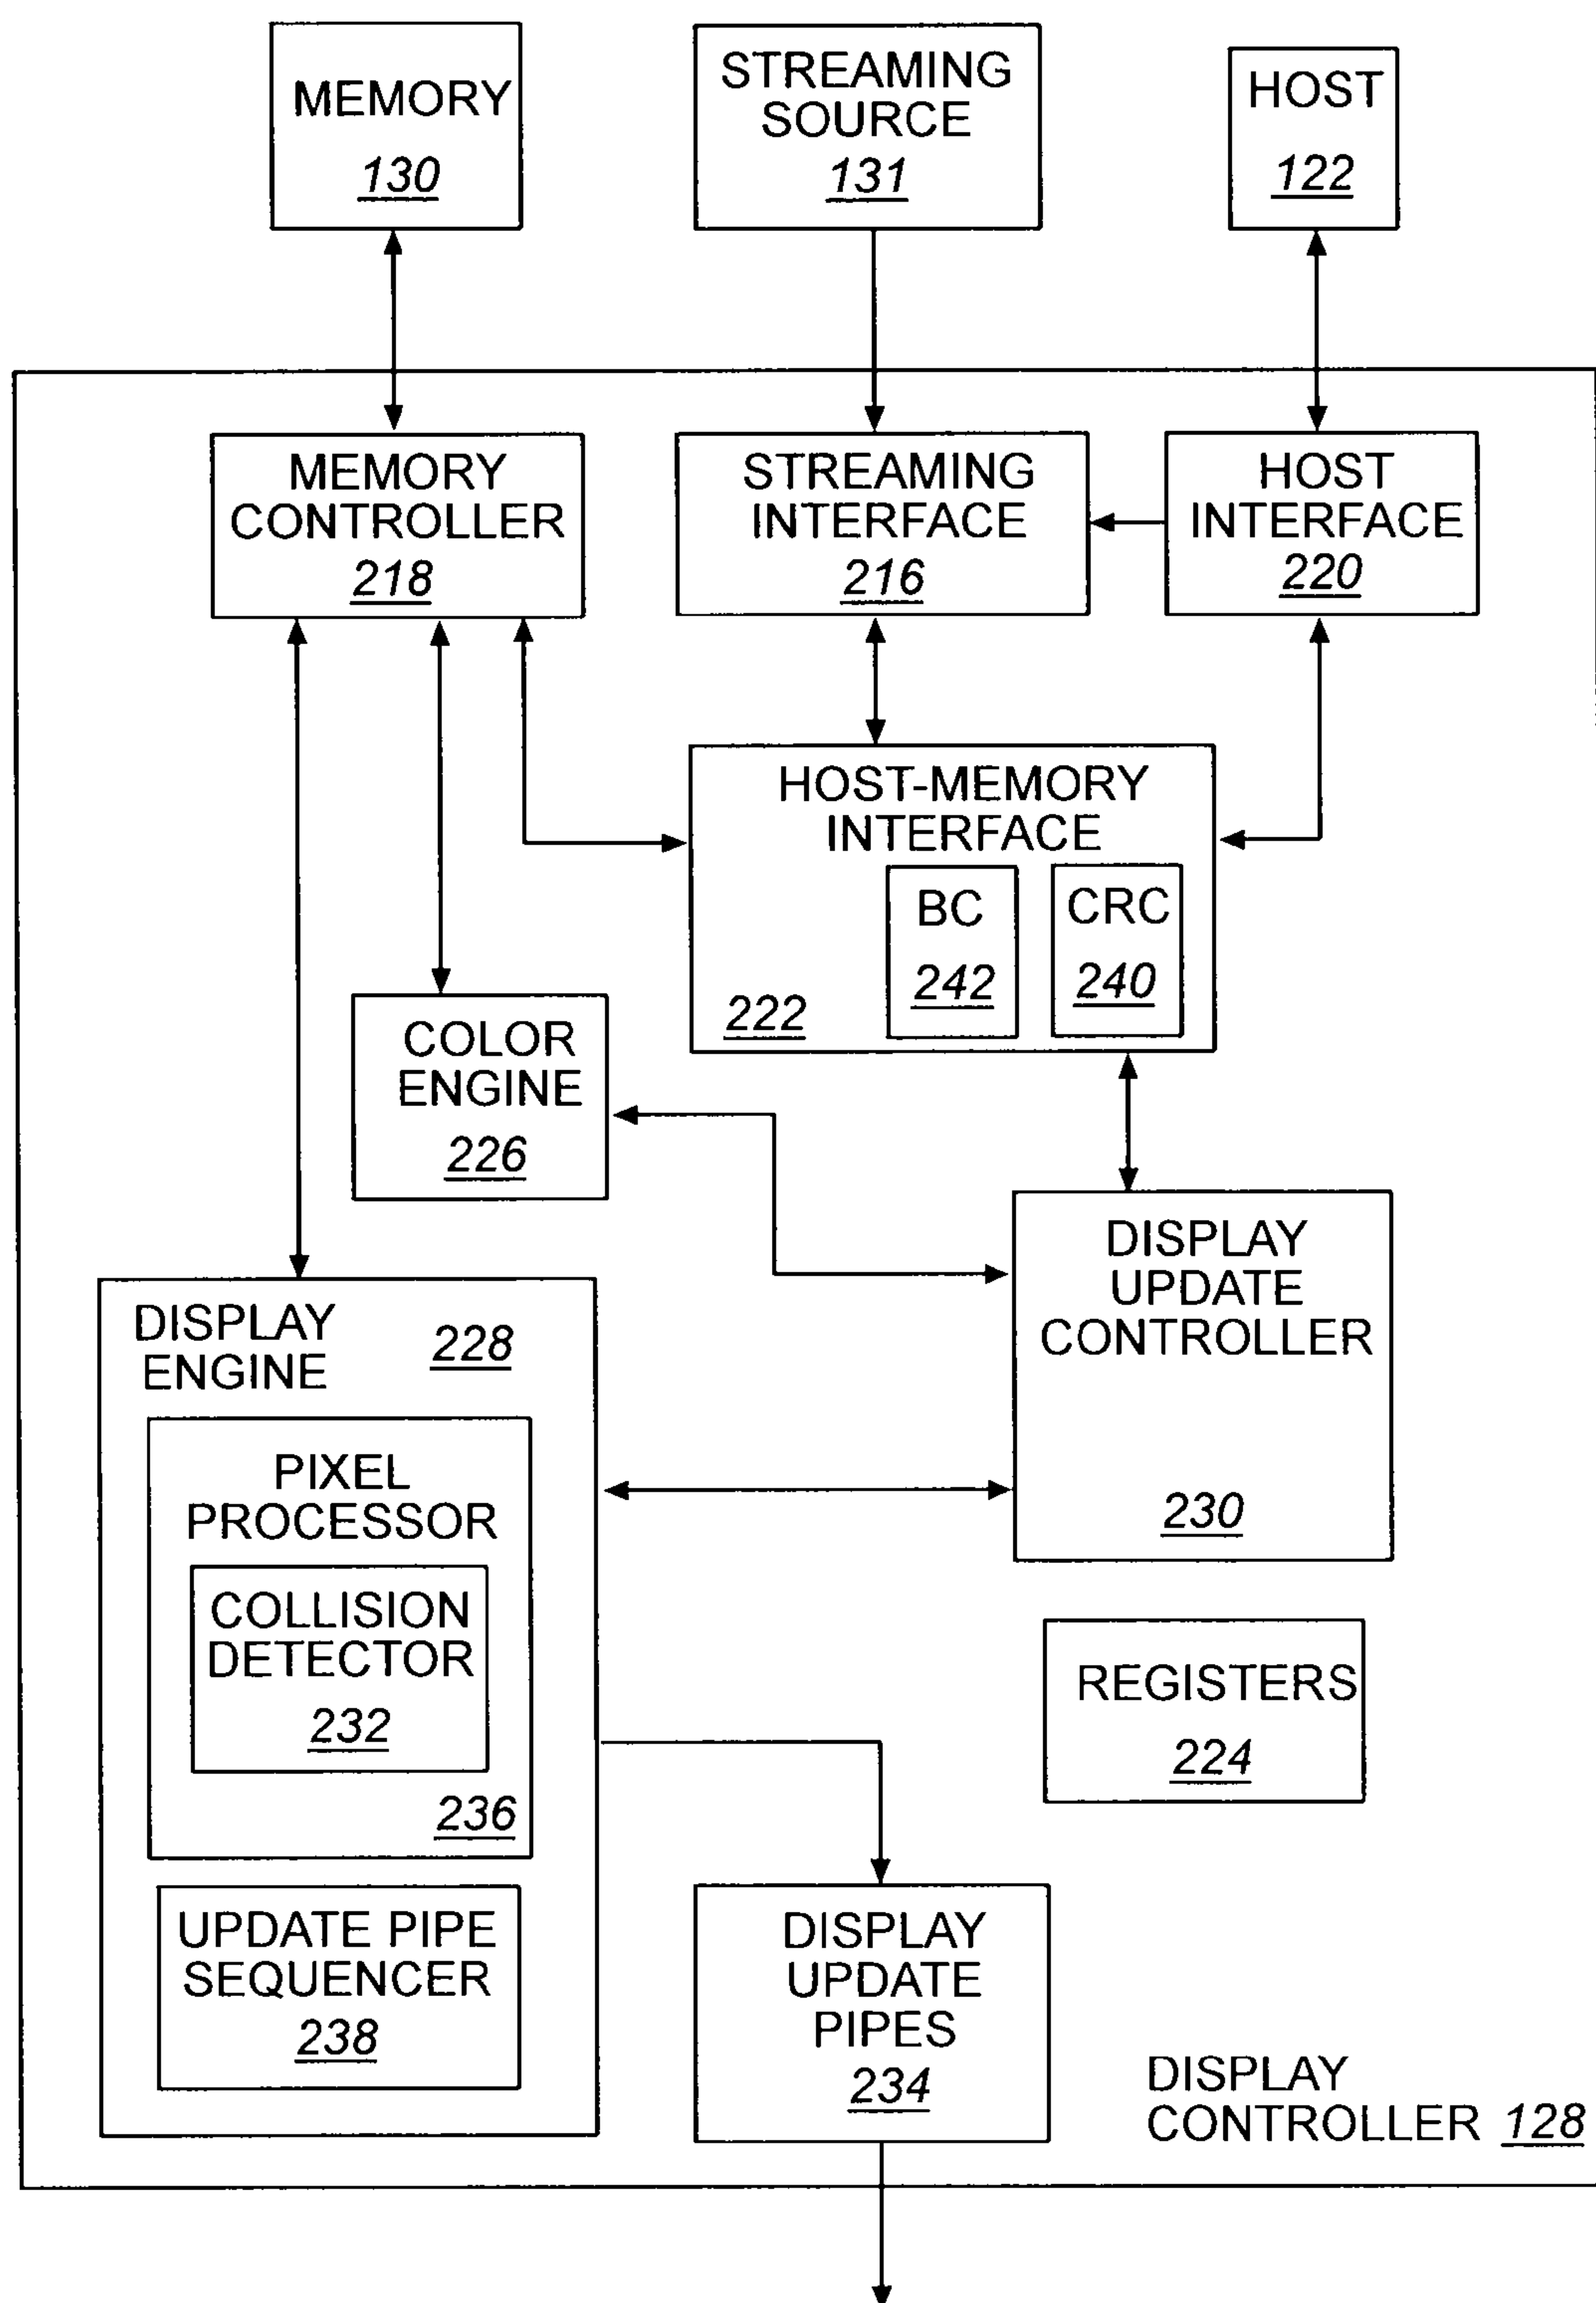 MEMORY
130
STREAMING
SOURCE
131
HOST
122
MEMORY
CONTROLLER
218
STREAMING
INTERFACE
216
HOST
INTERFACE
220
HOST-MEMORY
INTERFACE
BC
242
CRC
240
222
COLOR
ENGINE
226
DISPLAY
UPDATE
CONTROLLER
230
DISPLAY
ENGINE
228
PIXEL
PROCESSOR
COLLISION
DETECTOR
232
236
UPDATE PIPE
SEQUENCER
238
REGISTERS
224
DISPLAY
UPDATE
PIPES
234
DISPLAY
CONTROLLER 128